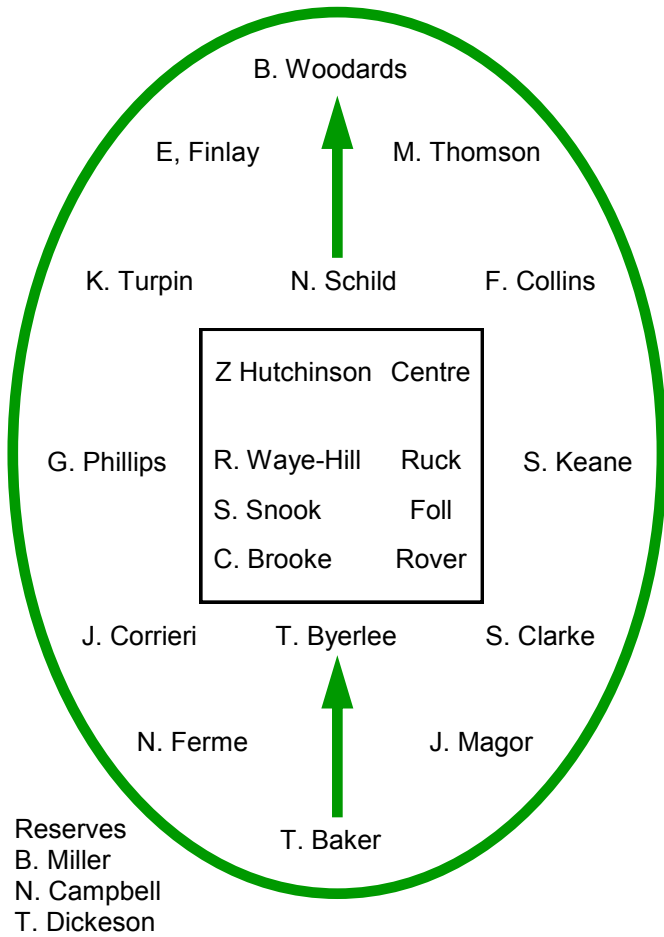 B. Woodards
E, Finlay M. Thomson
K. Turpin N. Schild F. Collins
Z Hutchinson Centre
G. Phillips R. Waye-Hill Ruck S. Keane
S. Snook Foll
C. Brooke Rover
J. Corrieri T. Byerlee S. Clarke
N. Ferme J. Magor
T. Baker
Reserves
B. Miller
N. Campbell
T. Dickeson